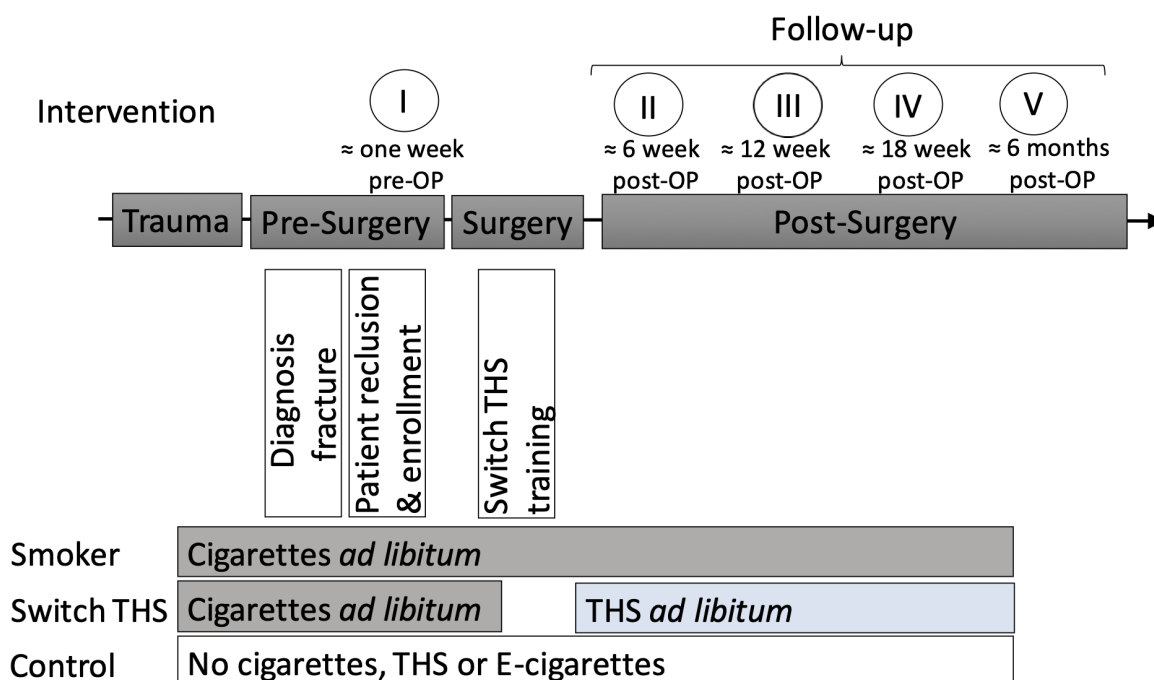 Follow-up
Intervention
I
II
III
IV
V
≈ one week
pre-OP
≈ 6 week
post-OP
≈ 12 week
post-OP
≈ 18 week
post-OP
≈ 6 months
post-OP
Trauma
Pre-Surgery
Surgery
Post-Surgery
Diagnosis
fracture
Patient reclusion
& enrollment
Switch THS
training
Smoker
Cigarettes ad libitum
Switch THS
Cigarettes ad libitum
THS ad libitum
Control
No cigarettes, THS or E-cigarettes